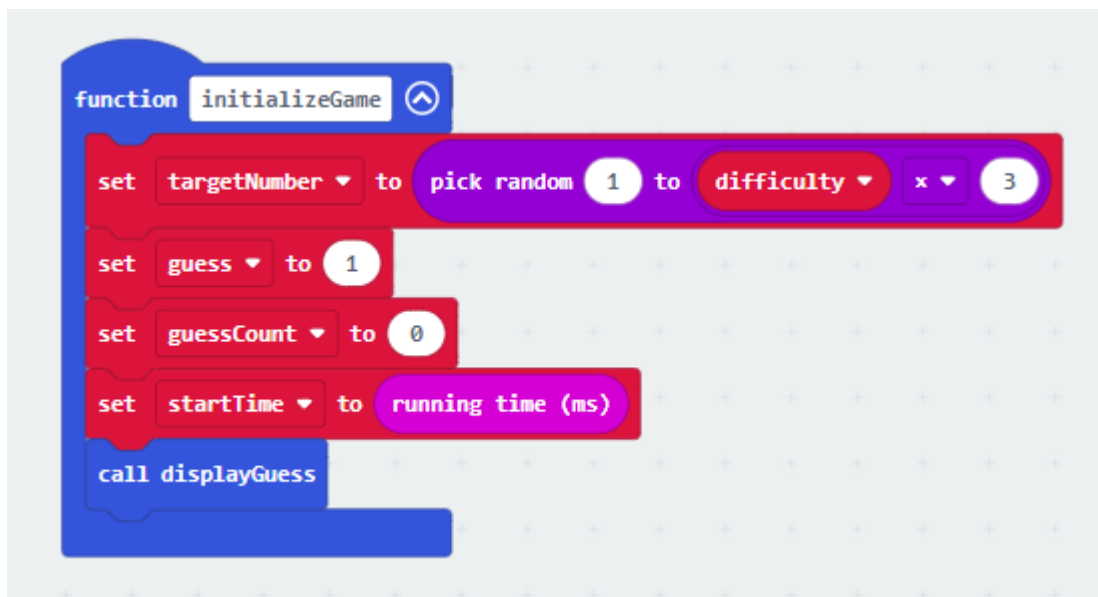 function initializeGame
set targetNumber to pick random 1 to difficulty x 3
set guess to 1
set guessCount to 0
set startTime to running time (ms)
call displayGuess